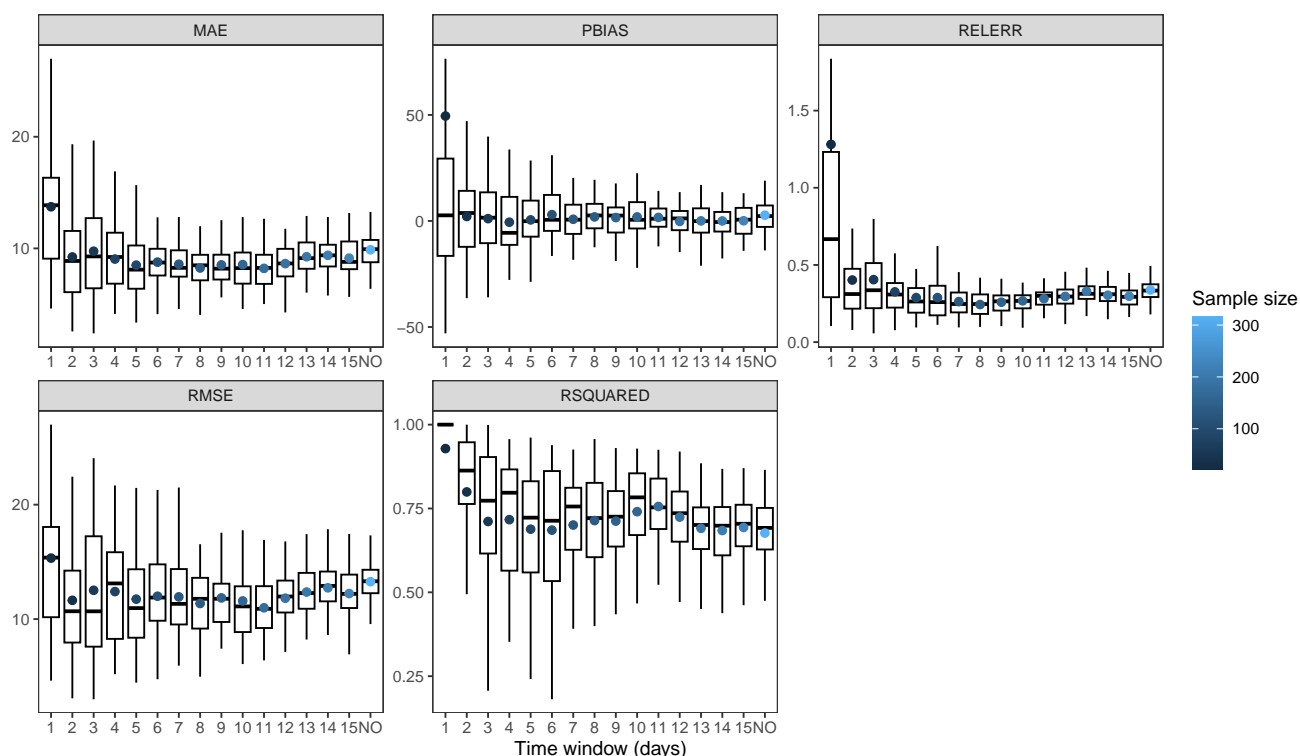 MAE
PBIAS
RELERR
20
10
50
0
−50
1.5
1.0
0.5
0.0
1 2 3 4 5 6 7 8 9 10 11 12 13 14 15NO
1 2 3 4 5 6 7 8 9 10 11 12 13 14 15NO
1 2 3 4 5 6 7 8 9 10 11 12 13 14 15NO
Sample size
300
200
100
RMSE
RSQUARED
20
10
1.00
0.75
0.50
0.25
1 2 3 4 5 6 7 8 9 10 11 12 13 14 15NO
1 2 3 4 5 6 7 8 9 10 11 12 13 14 15NO
Time window (days)